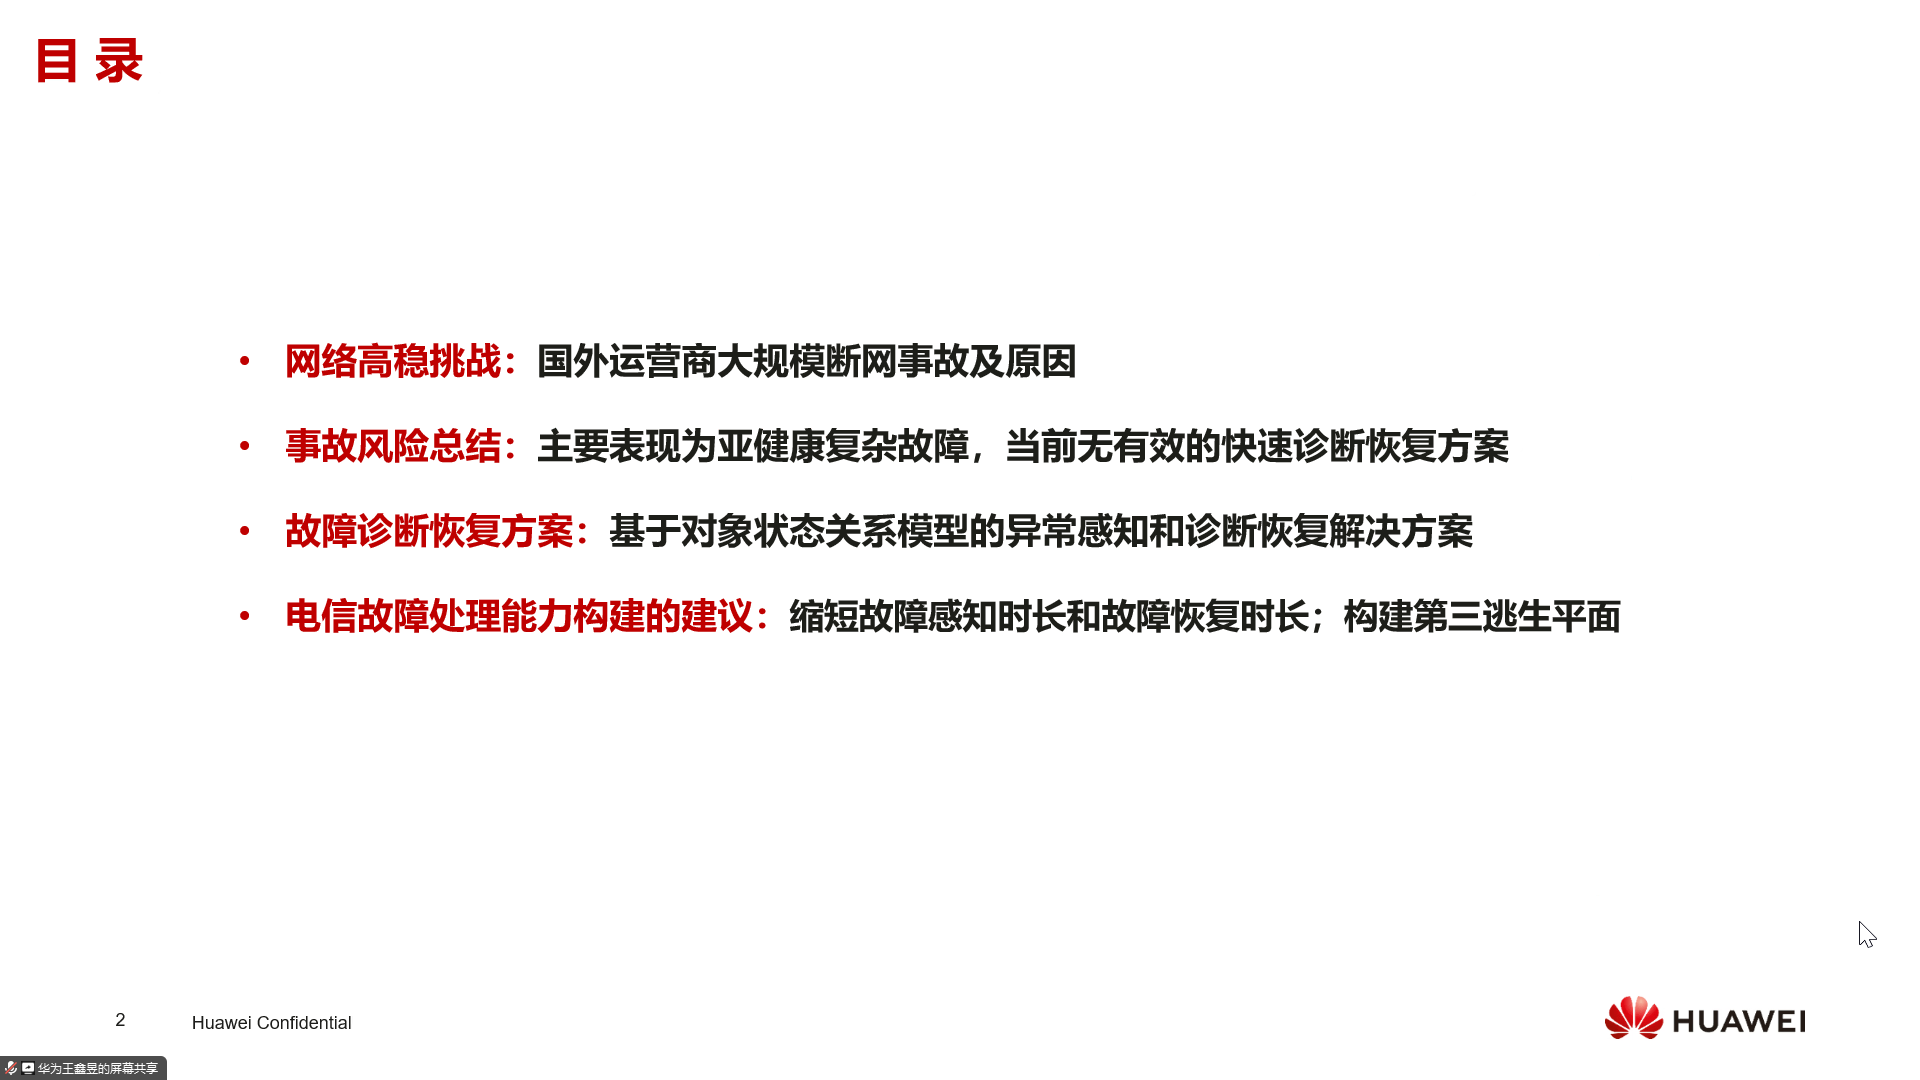 目 录
• 网络高稳挑战：国外运营商大规模断网事故及原因
• 事故风险总结：主要表现为亚健康复杂故障，当前无有效的快速诊断恢复方案
• 故障诊断恢复方案：基于对象状态关系模型的异常感知和诊断恢复解决方案
• 电信故障处理能力构建的建议：缩短故障感知时长和故障恢复时长；构建第三逃生平面
2
Huawei Confidential
HUAWEI
华为王鑫昱的屏幕共享